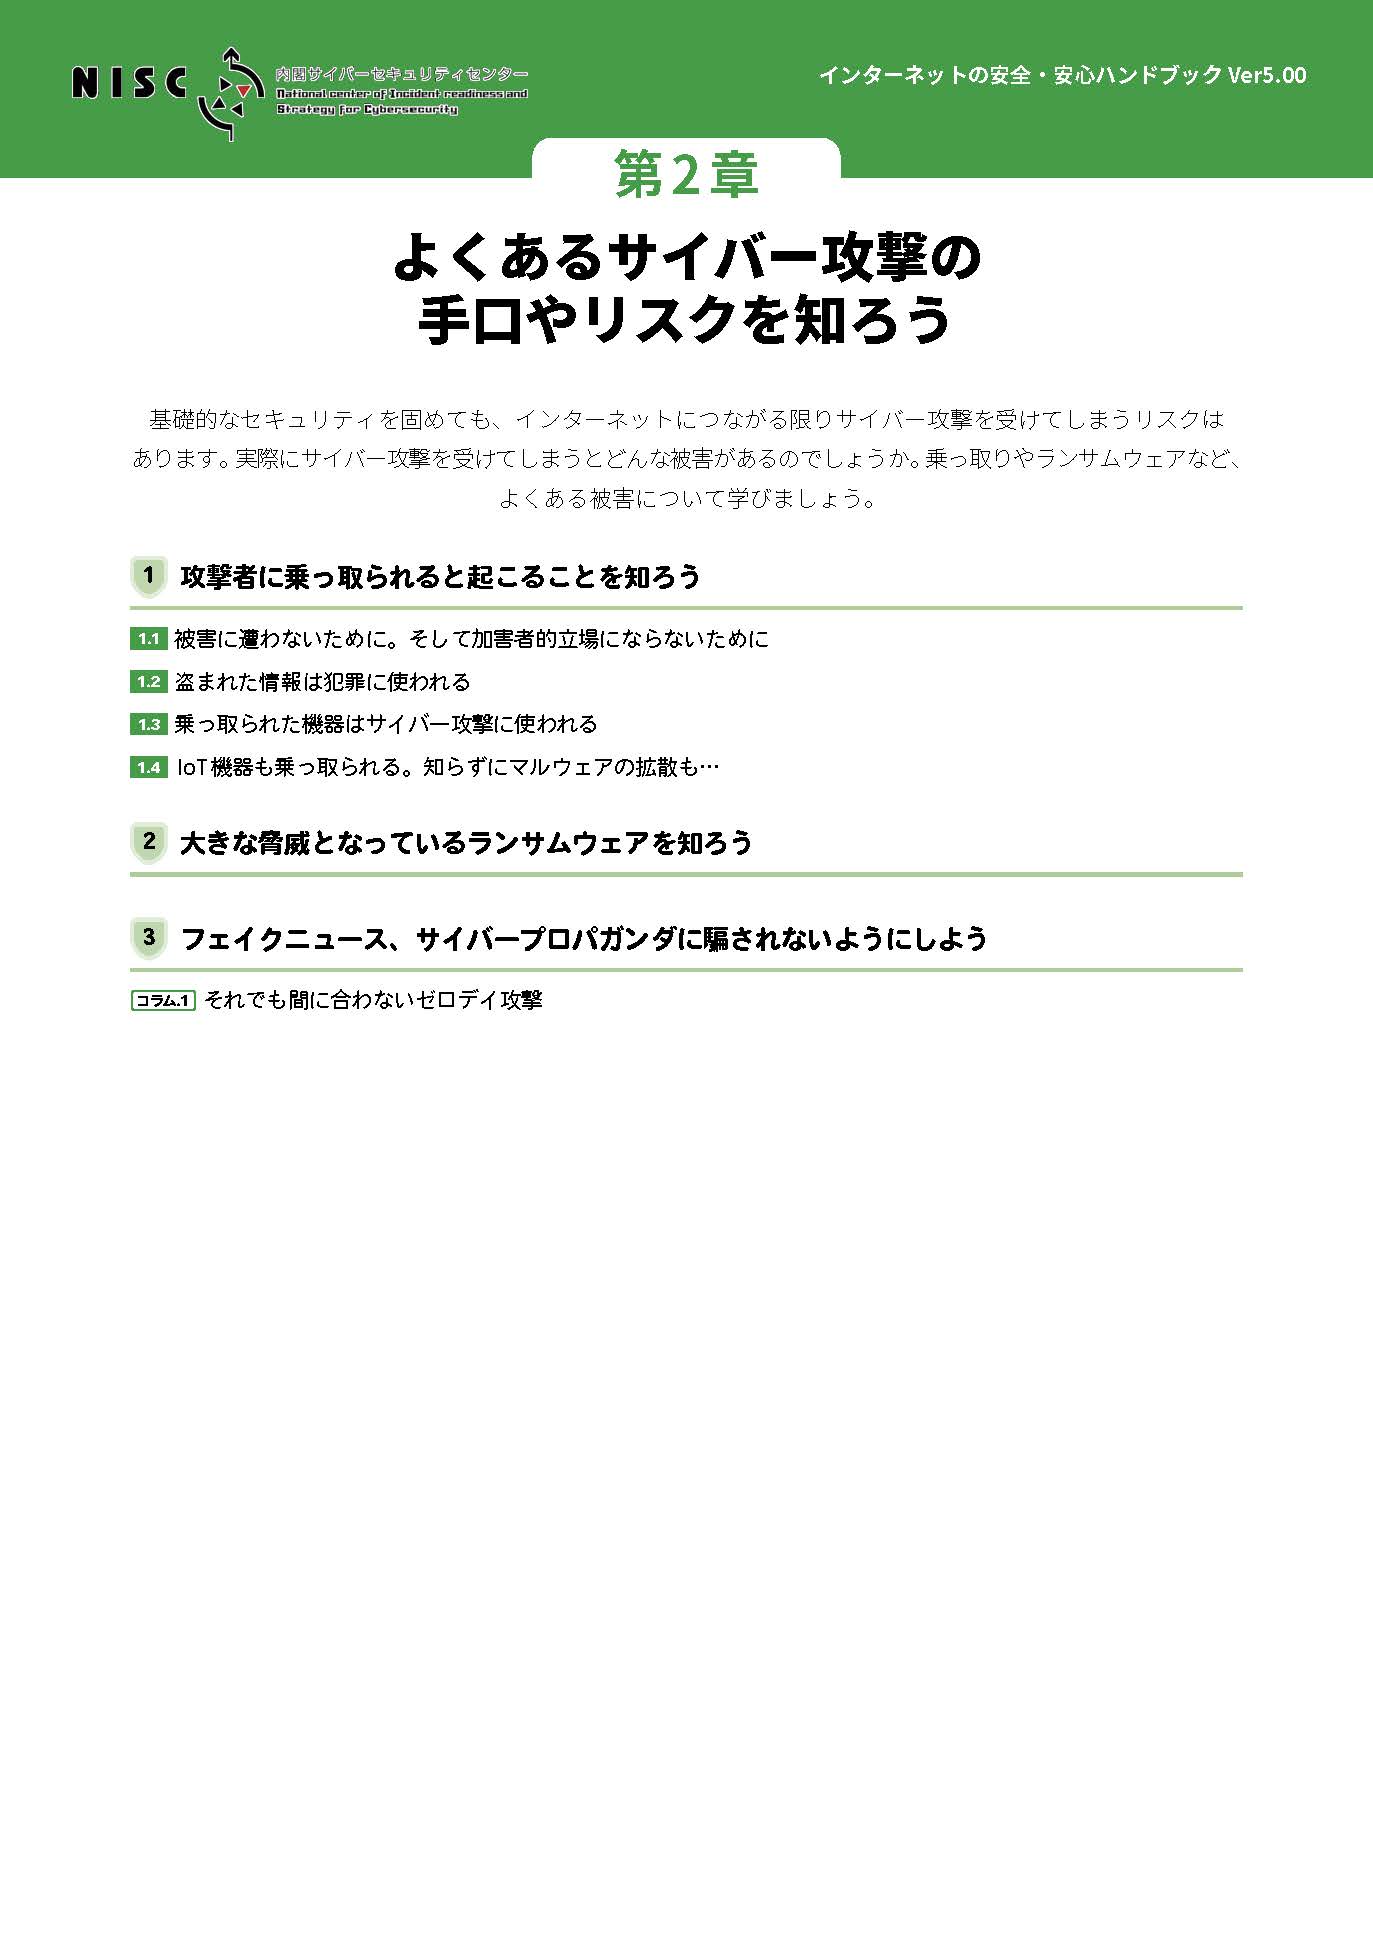 NISC
内閣サイバーセキュリティセンター
National center of Incident readiness and
Strategy for Cybersecurity
インターネットの安全・安心ハンドブック Ver5.00
第2章
よくあるサイバー攻撃の
手口やリスクを知ろう
基礎的なセキュリティを固めても、インターネットにつながる限りサイバー攻撃を受けてしまうリスクは
あります。実際にサイバー攻撃を受けてしまうとどんな被害があるのでしょうか。乗っ取りやランサムウェアなど、
よくある被害について学びましょう。
1 攻撃者に乗っ取られると起こることを知ろう
1.1 被害に遭わないために。そして加害者的立場にならないために
1.2 盗まれた情報は犯罪に使われる
1.3 乗っ取られた機器はサイバー攻撃に使われる
1.4 IoT機器も乗っ取られる。知らずにマルウェアの拡散も…
2 大きな脅威となっているランサムウェアを知ろう
3 フェイクニュース、サイバープロパガンダに騙されないようにしよう
コラム.1 それでも間に合わないゼロデイ攻撃